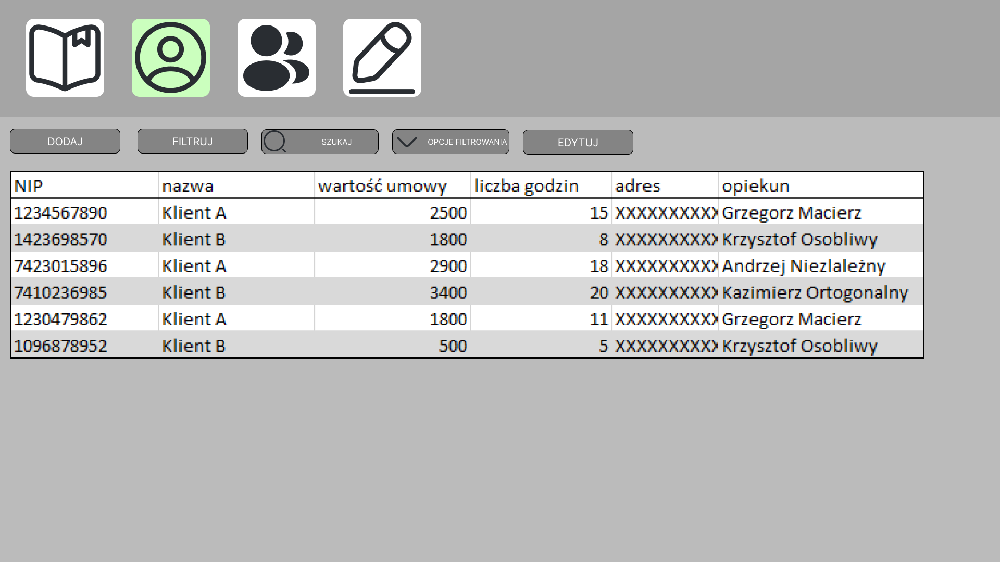 DODAJ FILTRUJ SZUKAJ OPCJE FILTROWANIA EDYTUJ
NIP nazwa wartość umowy liczba godzin adres opiekun
1234567890 Klient A 2500 15 XXXXXXXXXX Grzegorz Macierz
1423698570 Klient B 1800 8 XXXXXXXXXX Krzysztof Osobliwy
7423015896 Klient A 2900 18 XXXXXXXXXX Andrzej Niezlależny
7410236985 Klient B 3400 20 XXXXXXXXXX Kazimierz Ortogonalny
1230479862 Klient A 1800 11 XXXXXXXXXX Grzegorz Macierz
1096878952 Klient B 500 5 XXXXXXXXXX Krzysztof Osobliwy